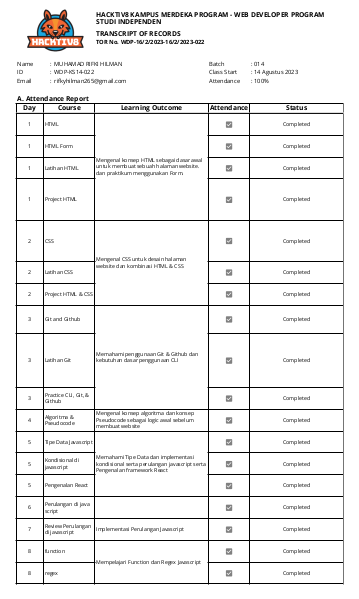 HACKTIV8 KAMPUS MERDEKA PROGRAM - WEB DEVELOPER PROGRAM
STUDI INDEPENDEN
TRANSCRIPT OF RECORDS
TOR No. WDP-16/2/2023-16/2/2023-022
HACKTIV8
Name : MUHAMAD RIFKI HILMAN Batch : 014
ID : WDP-KS14-022 Class Start : 14 Agustus 2023
Email : rifkyhilman265@gmail.com Attendance : 100%
A. Attendance Report
Day Course Learning Outcome Attendance Status
1 HTML Completed
1 HTML Form Completed
Mengenal konsep HTML sebagai dasar awal
1 Latihan HTML untuk membuat sebuah halaman website. Completed
dan praktikum menggunakan Form.
1 Project HTML Completed
2 CSS Completed
Mengenal CSS untuk desain halaman
website dan kombinasi HTML & CSS
2 Latihan CSS Completed
2 Project HTML & CSS Completed
3 Git and Github Completed
Memahami penggunaan Git & Github dan
3 Latihan Git kebutuhan dasar penggunaan CLI Completed
3 Practice CLI, Git, & Completed
Github
Mengenal konsep algoritma dan konsep
4 Algoritma & Pseudocode sebagai logic awal sebelum Completed
Pseudocode membuat website
5 Tipe Data Javascript Completed
Memahami Tipe Data dan implementasi
5 Kondisional di kondisional serta perulangan javascript serta Completed
javascript Pengenalan framework React
5 Pengenalan React Completed
6 Perulangan di java Completed
script
7 Review Perulangan Implementasi Perulangan Javascript Completed
di javascript
8 function Completed
Mempelajari Function dan Regex Javascript
8 regex Completed